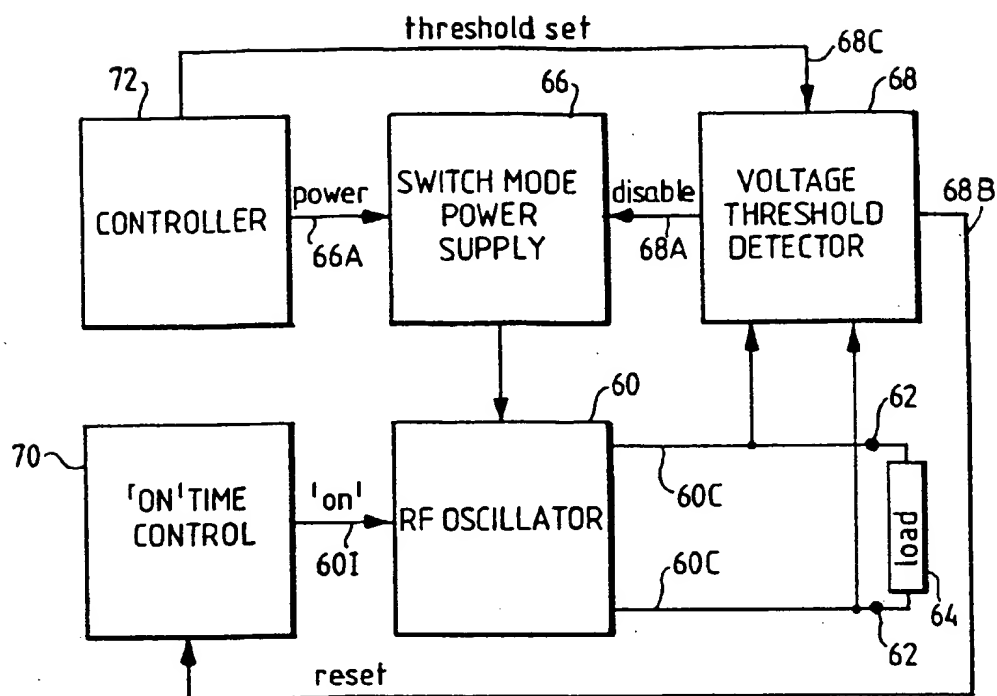 threshold set
68C
72
66
68
CONTROLLER
power
66A
SWITCH MODE
POWER
SUPPLY
disable
68A
VOLTAGE
THRESHOLD
DETECTOR
68B
60
62
70
'ON' TIME
CONTROL
'on'
60I
RF OSCILLATOR
60C
60C
load
64
62
reset